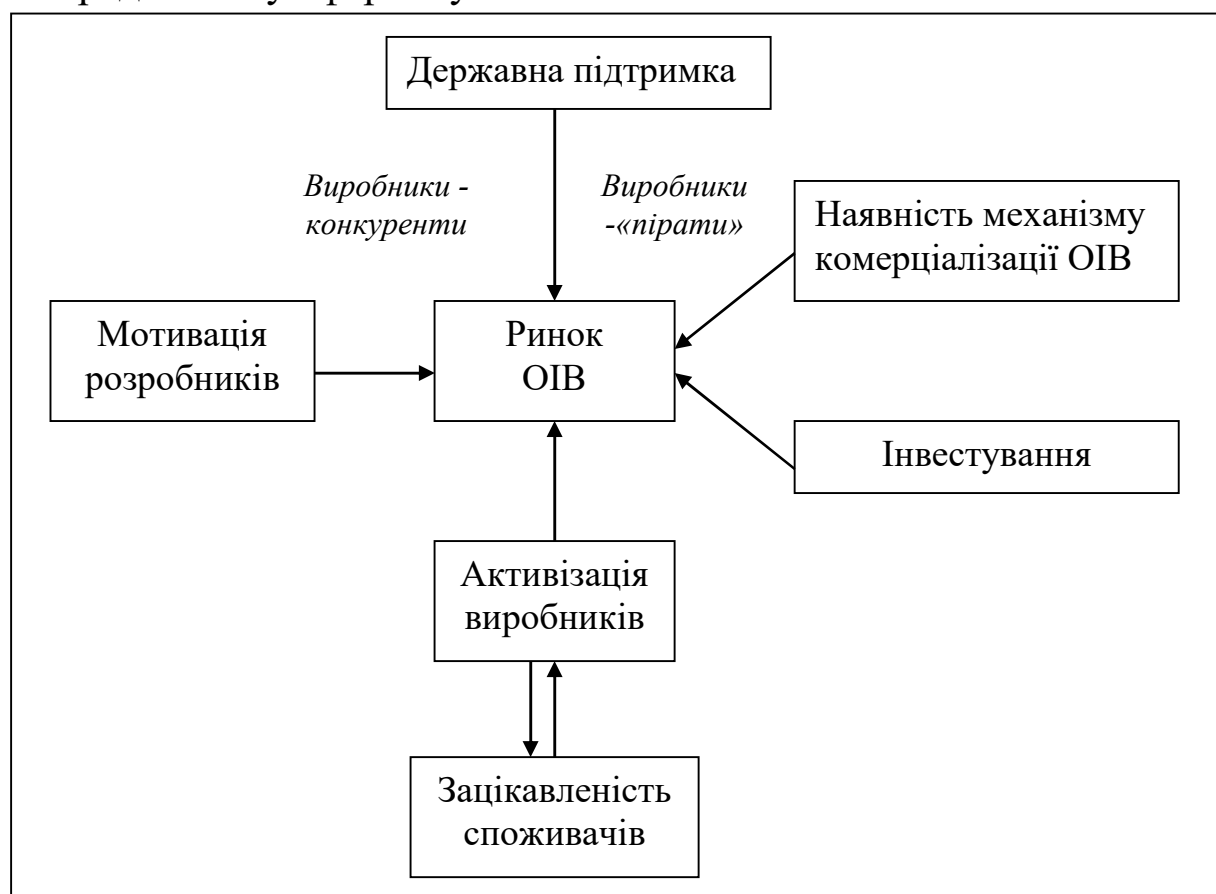 Державна підтримка
Виробники -
конкуренти
Виробники
-«пірати»
Наявність механізму
комерціалізації ОІВ
Мотивація
розробників
Ринок
ОІВ
Інвестування
Активізація
виробників
Зацікавленість
споживачів